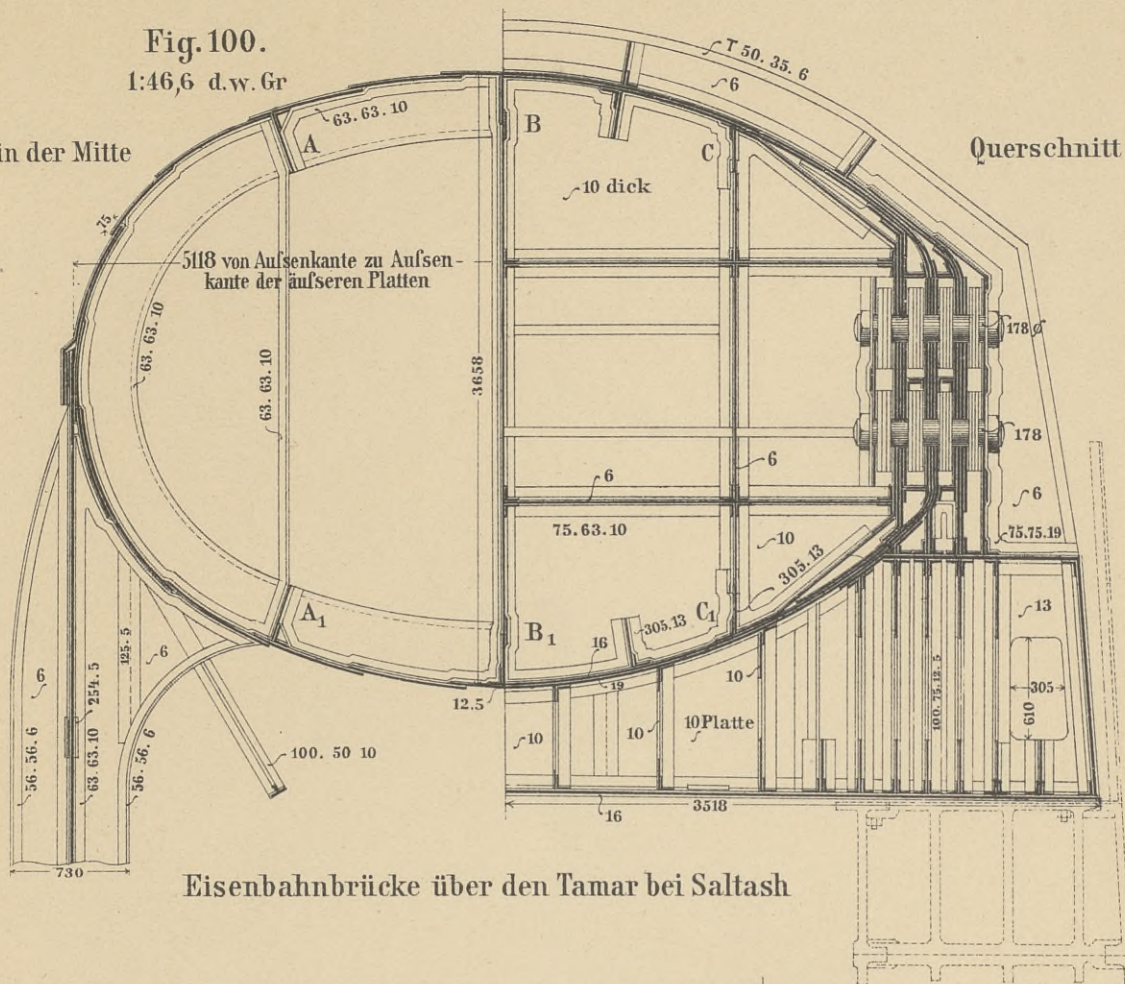 Fig. 100.
1:46,6 d.w. Gr
in der Mitte
Querschnitt
T 50. 35. 6
6
63. 63. 10
A
B
C
10 dick
75
5118 von Aufsenkante zu Aufsen-
kante der äufseren Platten
63. 63. 10
63. 63. 10
3658
178 ø
178
6
6
75. 63. 10
6
75.75.19
10
305. 13
A1
B1
C1
305.13
16
19
13
12.5
10
305
610
100. 75. 12. 5
6
125. 5
6
254. 5
56. 56. 6
63. 63. 10
56. 56. 6
100. 50 10
10
10
10 Platte
3518
16
730
Eisenbahnbrücke über den Tamar bei Saltash